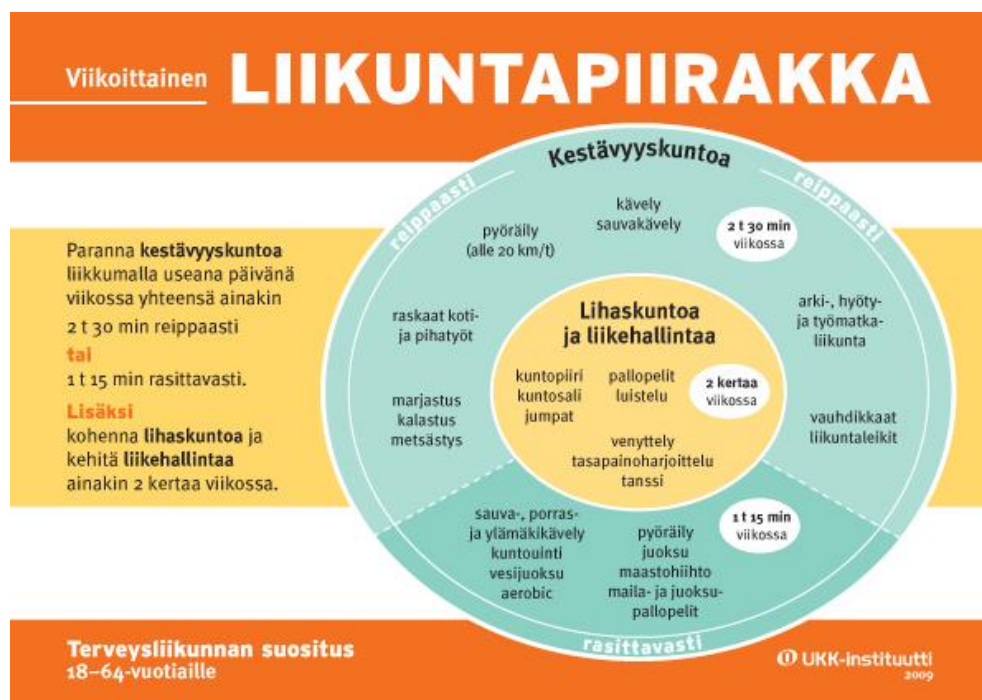 Viikoittainen LIIKUNTAPIIRAKKA
Paranna kestävyyskuntoa
liikkumalla useana päivänä
viikossa yhteensä ainakin
2 t 30 min reippaasti
tai
1 t 15 min rasittavasti.
Lisäksi
kohenna lihaskuntoa ja
kehitä liikehallintaa
ainakin 2 kertaa viikossa.
Kestävyyskuntoa
reippaasti
reippaasti
kävely
sauvakävely
2 t 30 min
viikossa
pyöräily
(alle 20 km/t)
raskaat koti-
ja pihatyöt
marjastus
kalastus
metsästys
arki-, hyöty-
ja työmatka-
liikunta
vauhdikkaat
liikuntaleikit
Lihaskuntoa
ja liikehallintaa
kuntopiiri
kuntosali
jumpat
pallopelit
luistelu
2 kertaa
viikossa
venyttely
tasapainoharjoittelu
tanssi
sauva-, porras-
ja ylämäkikävely
kuntouinti
vesijuoksu
aerobic
pyöräily
juoksu
maastohiihto
maila- ja juoksu-
pallopelit
1 t 15 min
viikossa
rasittavasti
Terveysliikunnan suositus
18–64-vuotiaille
UKK-instituutti
2009